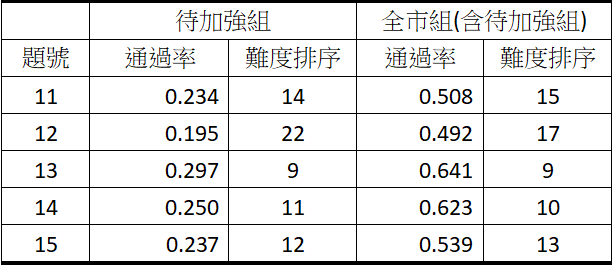 待加強組 全市組(含待加強組)
題號 通過率 難度排序 通過率 難度排序
11 0.234 14 0.508 15
12 0.195 22 0.492 17
13 0.297 9 0.641 9
14 0.250 11 0.623 10
15 0.237 12 0.539 13